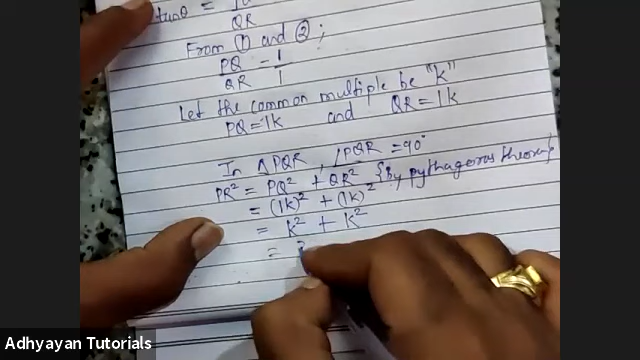 tanθ =
QR
From ① and ② ;
PQ - 1
QR 1
Let the common multiple be "k"
PQ = 1k and QR = 1k
In △PQR , ∠PQR = 90°
PR² = PQ² + QR² {By pythagoras theorem
= (1k)² + (1k)²
= k² + k²
=
Adhyayan Tutorials